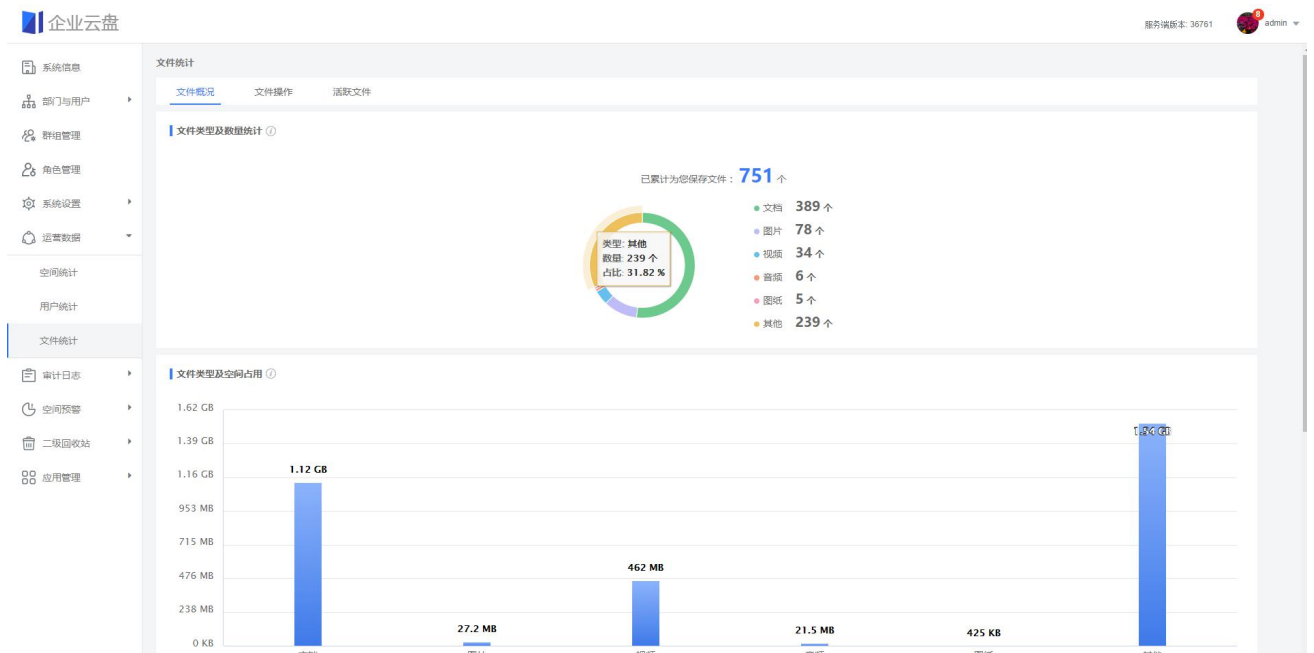 企业云盘
服务端版本: 36761
8
admin
系统信息
部门与用户
群组管理
角色管理
系统设置
运营数据
空间统计
用户统计
文件统计
审计日志
空间预警
二级回收站
应用管理
文件统计
文件概况 文件操作 活跃文件
文件类型及数量统计
已累计为您保存文件: 751 个
文档 389 个
图片 78 个
视频 34 个
音频 6 个
图纸 5 个
其他 239 个
类型: 其他
数量: 239 个
占比: 31.82 %
文件类型及空间占用
1.62 GB
1.39 GB
1.16 GB
953 MB
715 MB
476 MB
238 MB
0 KB
1.12 GB
27.2 MB
462 MB
21.5 MB
425 KB
1.54 GB